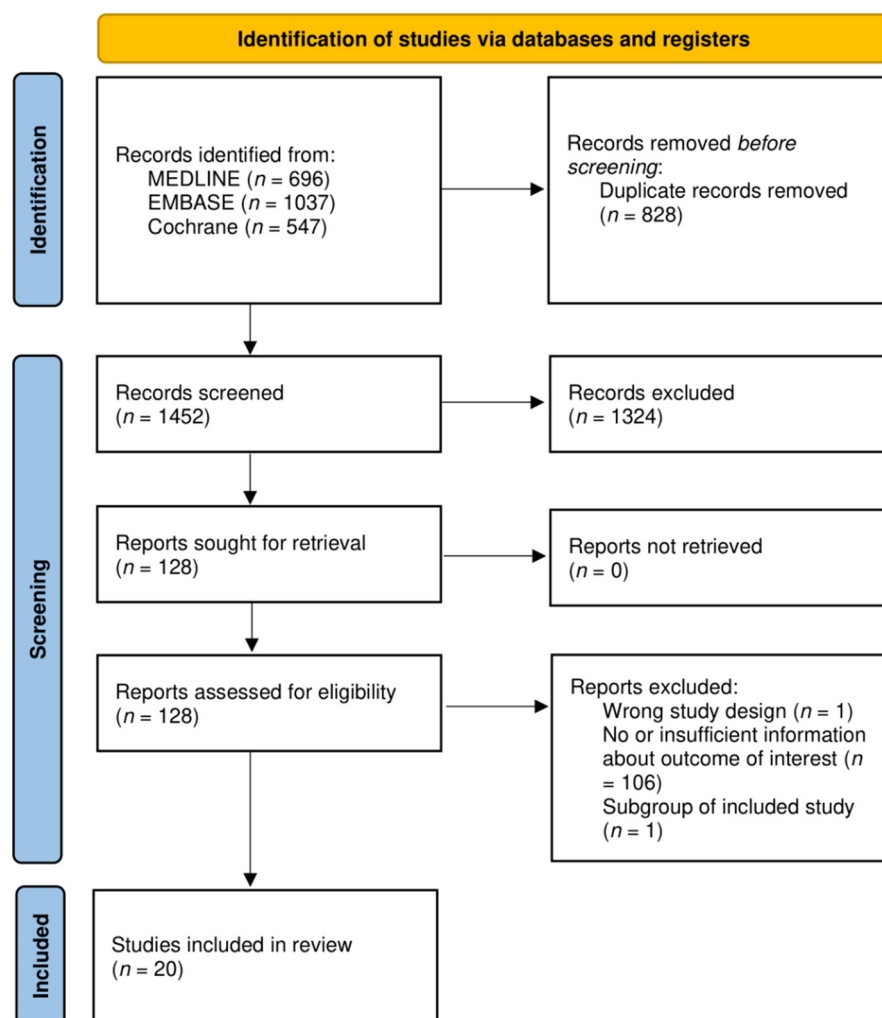 Identification of studies via databases and registers
Identification
Records identified from:
MEDLINE (n = 696)
EMBASE (n = 1037)
Cochrane (n = 547)
Records removed before
screening:
Duplicate records removed
(n = 828)
Screening
Records screened
(n = 1452)
Records excluded
(n = 1324)
Reports sought for retrieval
(n = 128)
Reports not retrieved
(n = 0)
Reports assessed for eligibility
(n = 128)
Reports excluded:
Wrong study design (n = 1)
No or insufficient information
about outcome of interest (n
= 106)
Subgroup of included study
(n = 1)
Included
Studies included in review
(n = 20)